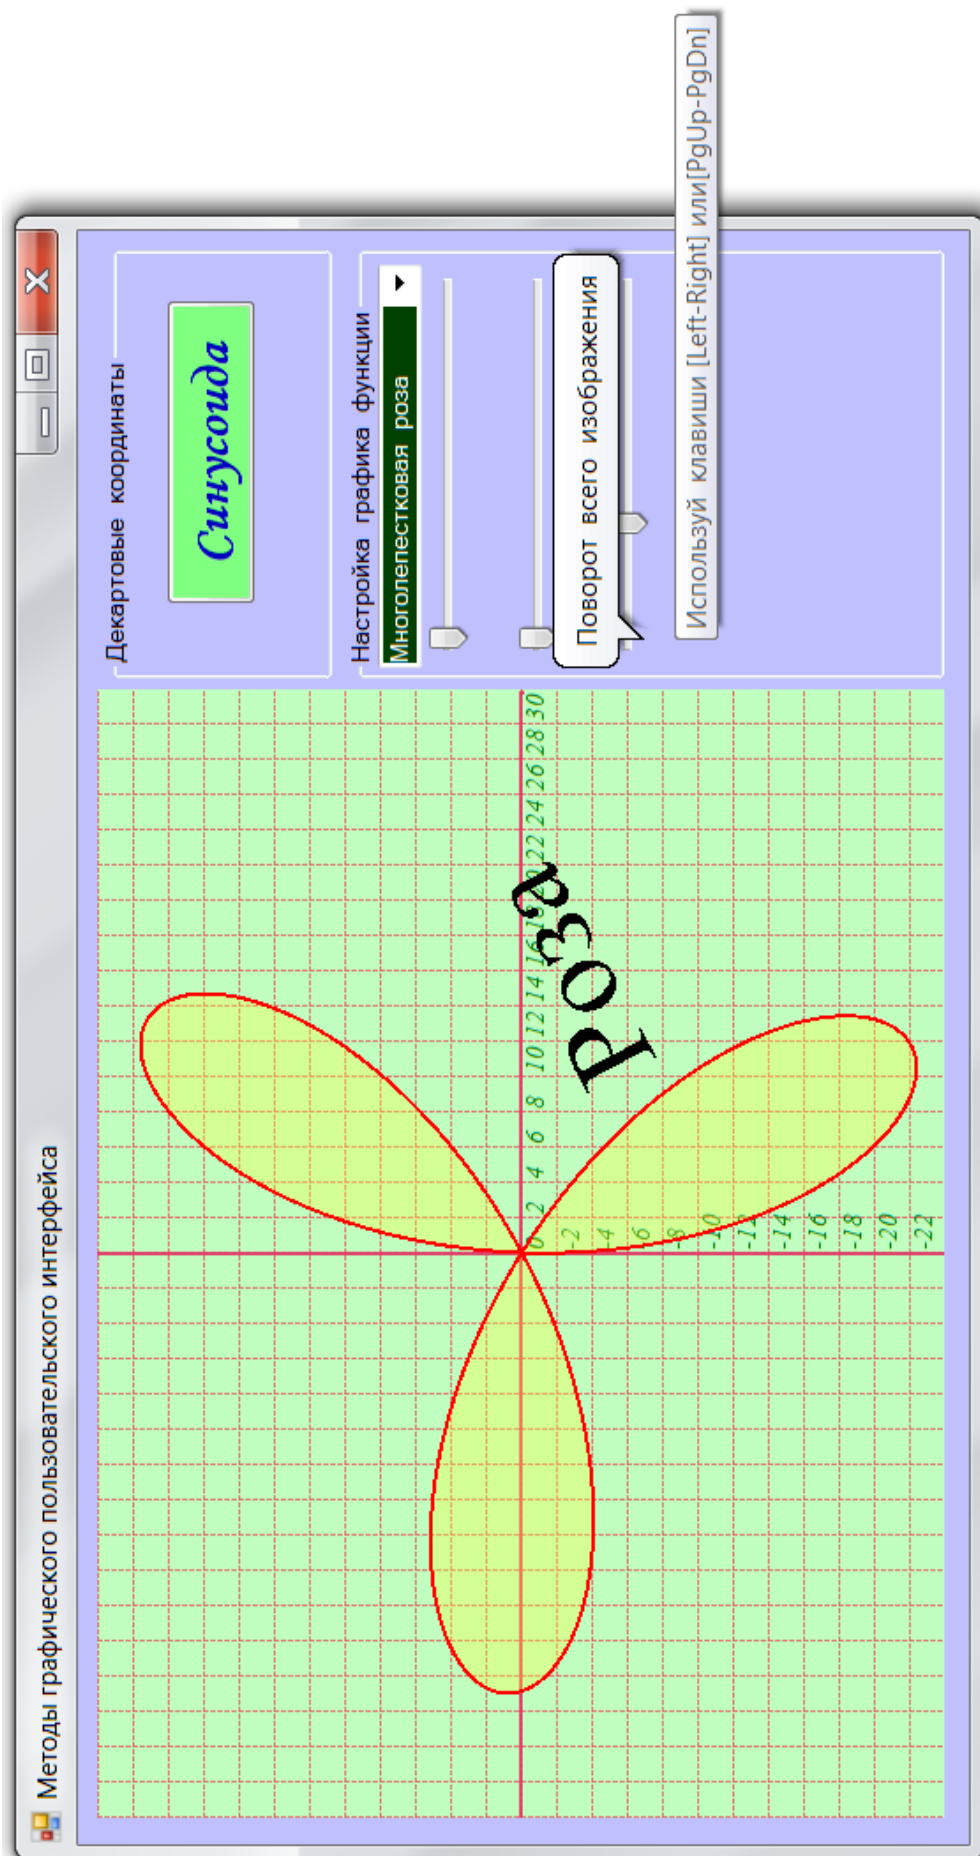 Методы графического пользовательского интерфейса
Декартовые координаты
Синусоида
Настройка графика функции
Многолепестковая роза
Поворот всего изображения
Используй клавиши [Left-Right] или[PgUp-PgDn]
Роза
0 2 4 6 8 10 12 14 16 18 20 22 24 26 28 30
-2
-4
-6
-8
-10
-12
-14
-16
-18
-20
-22